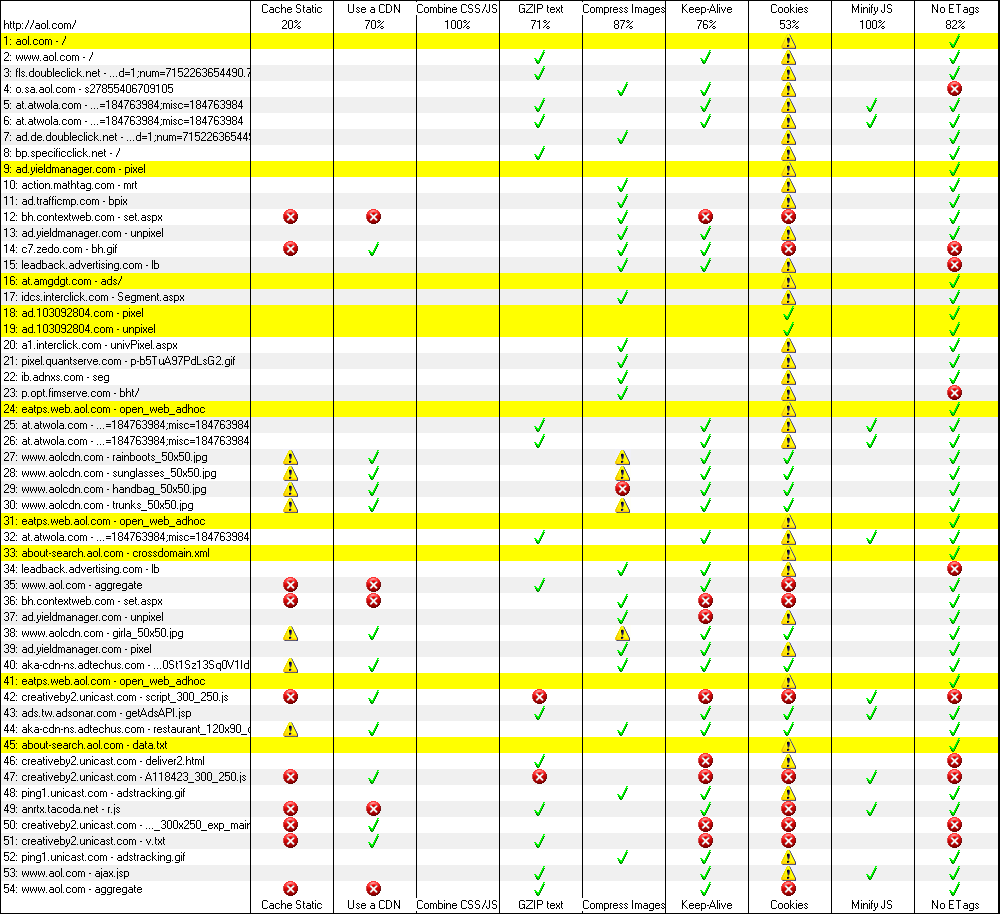 Cache Static Use a CDN Combine CSS/JS GZIP text Compress Images Keep-Alive Cookies Minify JS No ETags
http://aol.com/ 20% 70% 100% 71% 87% 76% 53% 100% 82%
1: aol.com - /
2: www.aol.com - /
3: fls.doubleclick.net - ...d=1;num=7152263654490.7
4: o.sa.aol.com - s27855406709105
5: at.atwola.com - ...=184763984;misc=184763984
6: at.atwola.com - ...=184763984;misc=184763984
7: ad.de.doubleclick.net - ...d=1;num=71522636544
8: bp.specificclick.net - /
9: ad.yieldmanager.com - pixel
10: action.mathtag.com - mrt
11: ad.trafficmp.com - bpix
12: bh.contextweb.com - set.aspx
13: ad.yieldmanager.com - unpixel
14: c7.zedo.com - bh.gif
15: leadback.advertising.com - lb
16: at.amgdgt.com - ads/
17: idcs.interclick.com - Segment.aspx
18: ad.103092804.com - pixel
19: ad.103092804.com - unpixel
20: a1.interclick.com - univPixel.aspx
21: pixel.quantserve.com - p-b5TuA97PdLsG2.gif
22: ib.adnxs.com - seg
23: p.opt.fimserve.com - bht/
24: eatps.web.aol.com - open_web_adhoc
25: at.atwola.com - ...=184763984;misc=184763984
26: at.atwola.com - ...=184763984;misc=184763984
27: www.aolcdn.com - rainboots_50x50.jpg
28: www.aolcdn.com - sunglasses_50x50.jpg
29: www.aolcdn.com - handbag_50x50.jpg
30: www.aolcdn.com - trunks_50x50.jpg
31: eatps.web.aol.com - open_web_adhoc
32: at.atwola.com - ...=184763984;misc=184763984
33: about-search.aol.com - crossdomain.xml
34: leadback.advertising.com - lb
35: www.aol.com - aggregate
36: bh.contextweb.com - set.aspx
37: ad.yieldmanager.com - unpixel
38: www.aolcdn.com - girla_50x50.jpg
39: ad.yieldmanager.com - pixel
40: aka-cdn-ns.adtechus.com - ...0St1Sz13Sq0V1Id
41: eatps.web.aol.com - open_web_adhoc
42: creativeby2.unicast.com - script_300_250.js
43: ads.tw.adsonar.com - getAdsAPI.jsp
44: aka-cdn-ns.adtechus.com - restaurant_120x90_
45: about-search.aol.com - data.txt
46: creativeby2.unicast.com - deliver2.html
47: creativeby2.unicast.com - A118423_300_250.js
48: ping1.unicast.com - adstracking.gif
49: anrtx.tacoda.net - r.js
50: creativeby2.unicast.com - ..._300x250_exp_main
51: creativeby2.unicast.com - v.txt
52: ping1.unicast.com - adstracking.gif
53: www.aol.com - ajax.jsp
54: www.aol.com - aggregate
Cache Static Use a CDN Combine CSS/JS GZIP text Compress Images Keep-Alive Cookies Minify JS No ETags